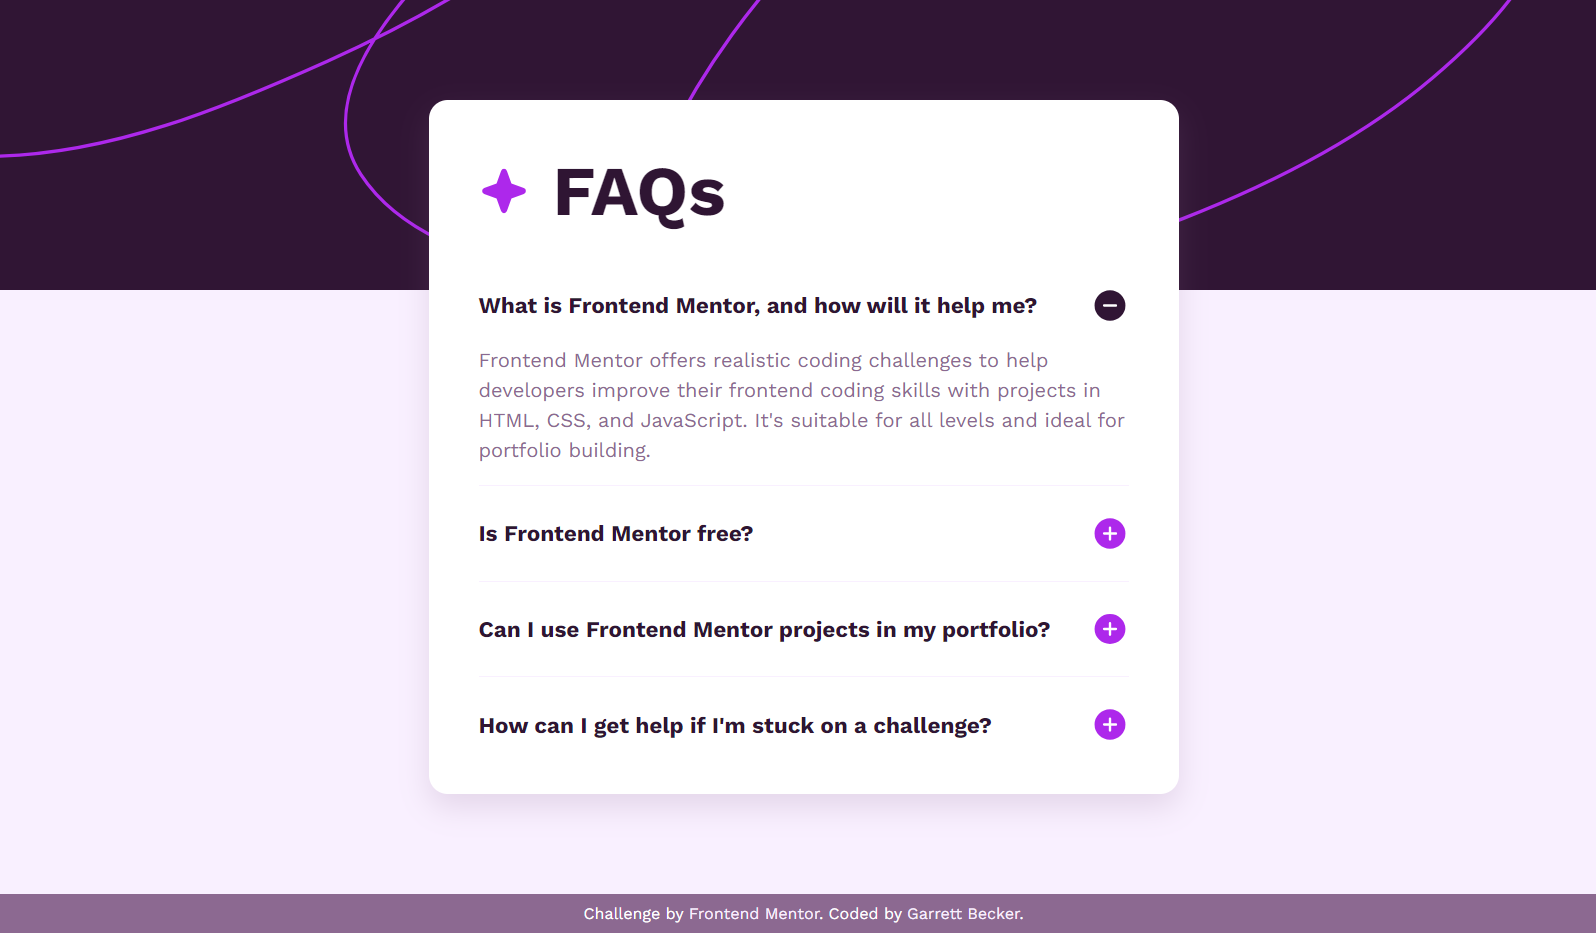 FAQs
What is Frontend Mentor, and how will it help me?
Frontend Mentor offers realistic coding challenges to help
developers improve their frontend coding skills with projects in
HTML, CSS, and JavaScript. It's suitable for all levels and ideal for
portfolio building.
Is Frontend Mentor free?
Can I use Frontend Mentor projects in my portfolio?
How can I get help if I'm stuck on a challenge?
Challenge by Frontend Mentor. Coded by Garrett Becker.